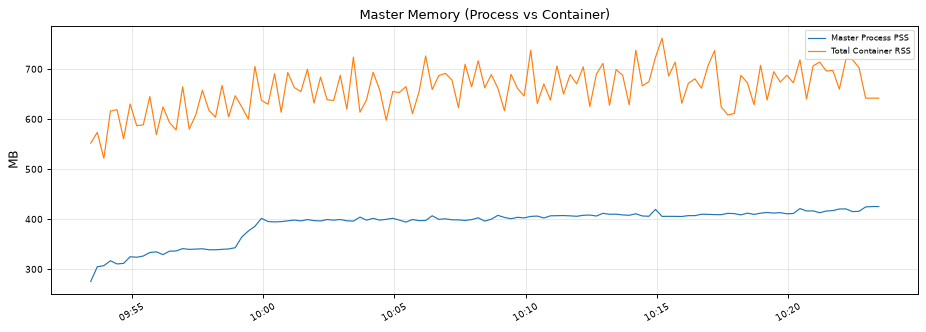 Master Memory (Process vs Container)
Master Process PSS
Total Container RSS
MB
700
600
500
400
300
09:55
10:00
10:05
10:10
10:15
10:20